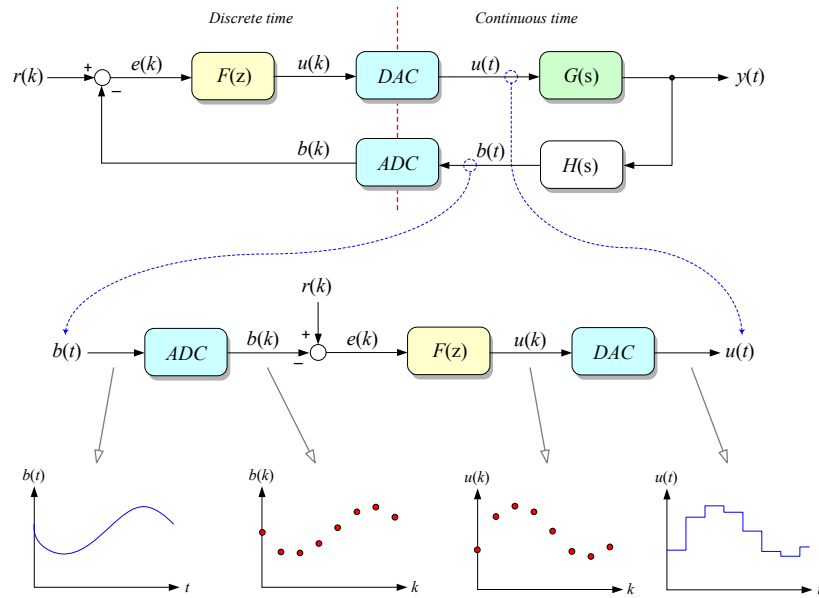 Discrete time Continuous time
+ e(k) u(k) u(t)
r(k) F(z) DAC G(s) y(t)
−
b(k) b(t)
ADC H(s)
r(k)
+
b(t) ADC b(k) e(k) F(z) u(k) DAC u(t)
−
b(t) b(k) u(k) u(t)
t k k t